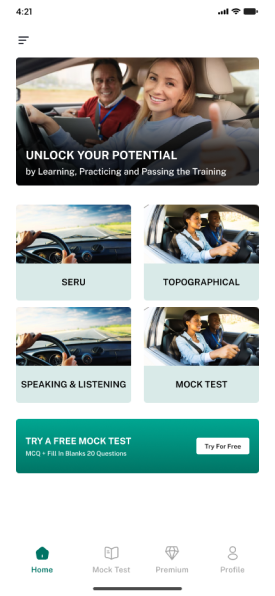 4:21
UNLOCK YOUR POTENTIAL
by Learning, Practicing and Passing the Training
SERU
TOPOGRAPHICAL
SPEAKING & LISTENING
MOCK TEST
TRY A FREE MOCK TEST
MCQ + Fill In Blanks 20 Questions
Try For Free
Home
Mock Test
Premium
Profile